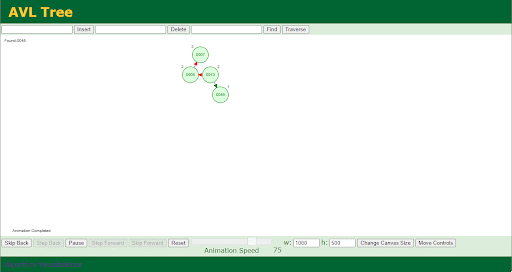 AVL Tree
Insert Delete Find Traverse
Found:0046
0007
0005 0010
0046
Animation Completed
Skip Back Step Back Pause Step Forward Skip Forward Reset w: 1000 h: 500 Change Canvas Size Move Controls
Animation Speed 75